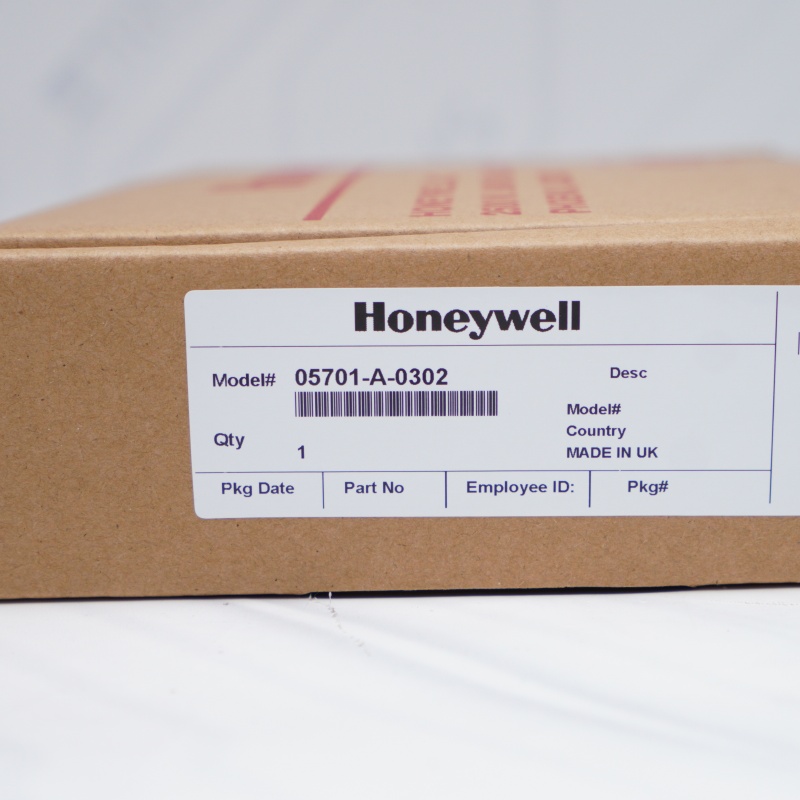 HONEYWELL
Honeywell
Model# 05701-A-0302
Desc
Model#
Country
Qty 1
MADE IN UK
Pkg Date Part No Employee ID: Pkg#